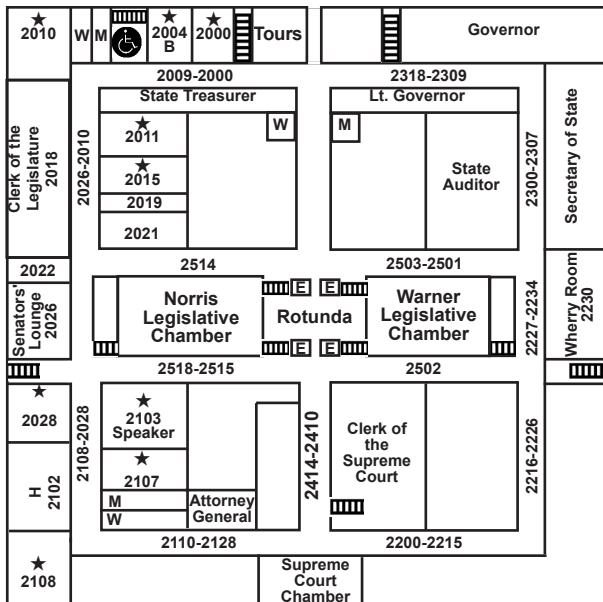 ★
2010
W
M
★
2004
B
★
2000
Tours
Governor
2009-2000
2318-2309
State Treasurer
Lt. Governor
Clerk of the
Legislature
2018
2026-2010
★
2011
W
M
★
2015
2019
2021
State
Auditor
2300-2307
Secretary of State
2022
2514
2503-2501
Senators'
Lounge
2026
Norris
Legislative
Chamber
E
E
Rotunda
E
E
Warner
Legislative
Chamber
2227-2234
Wherry Room
2230
2518-2515
2502
★
2028
2108-2028
★
2103
Speaker
★
2107
M
W
Attorney
General
2414-2410
Clerk of
the
Supreme
Court
2216-2226
H
2102
2110-2128
2200-2215
★
2108
Supreme
Court
Chamber